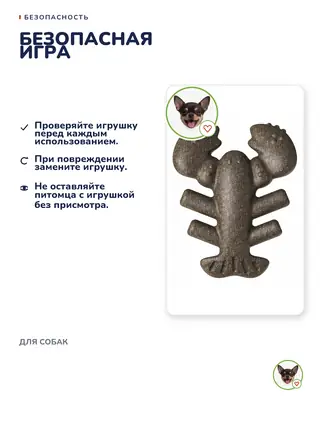 БЕЗОПАСНОСТЬ
БЕЗОПАСНАЯ
ИГРА
Проверяйте игрушку
перед каждым
использованием.
При повреждении
замените игрушку.
Не оставляйте
питомца с игрушкой
без присмотра.
ДЛЯ СОБАК